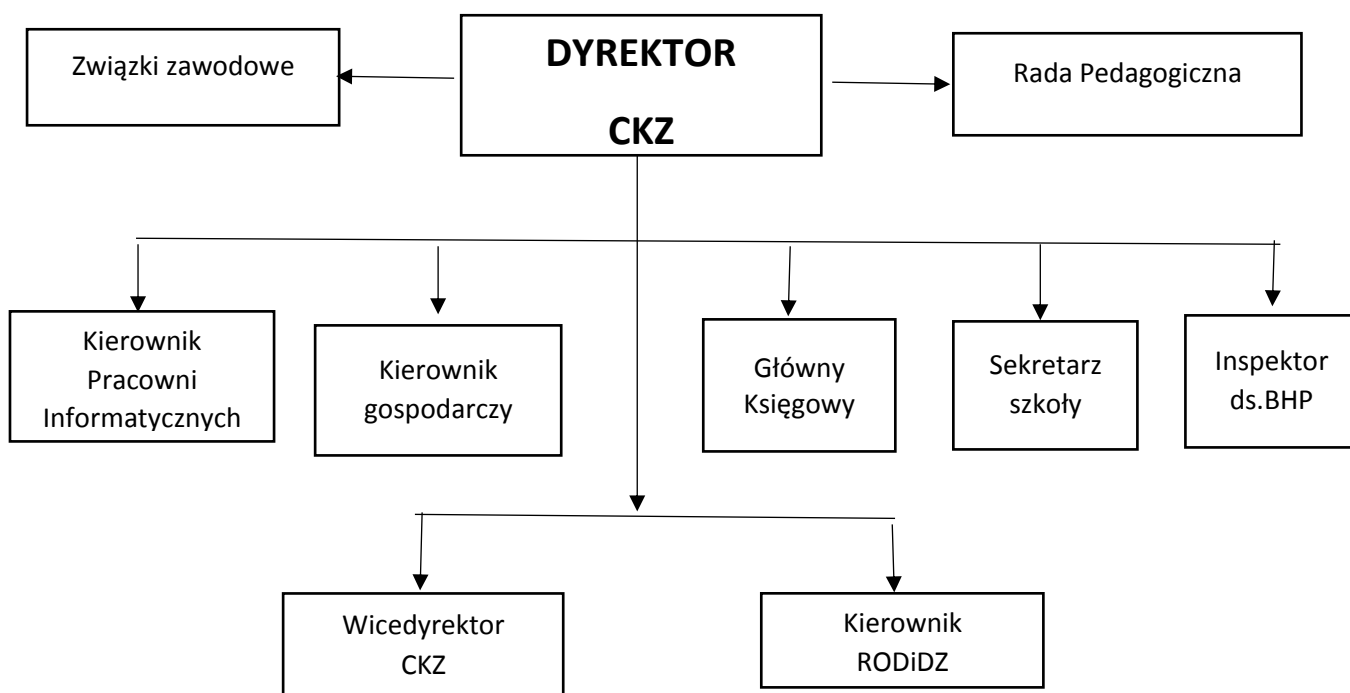 Związki zawodowe
DYREKTOR
CKZ
Rada Pedagogiczna
Kierownik
Pracowni
Informatycznych
Kierownik
gospodarczy
Główny
Księgowy
Sekretarz
szkoły
Inspektor
ds.BHP
Wicedyrektor
CKZ
Kierownik
RODiDZ